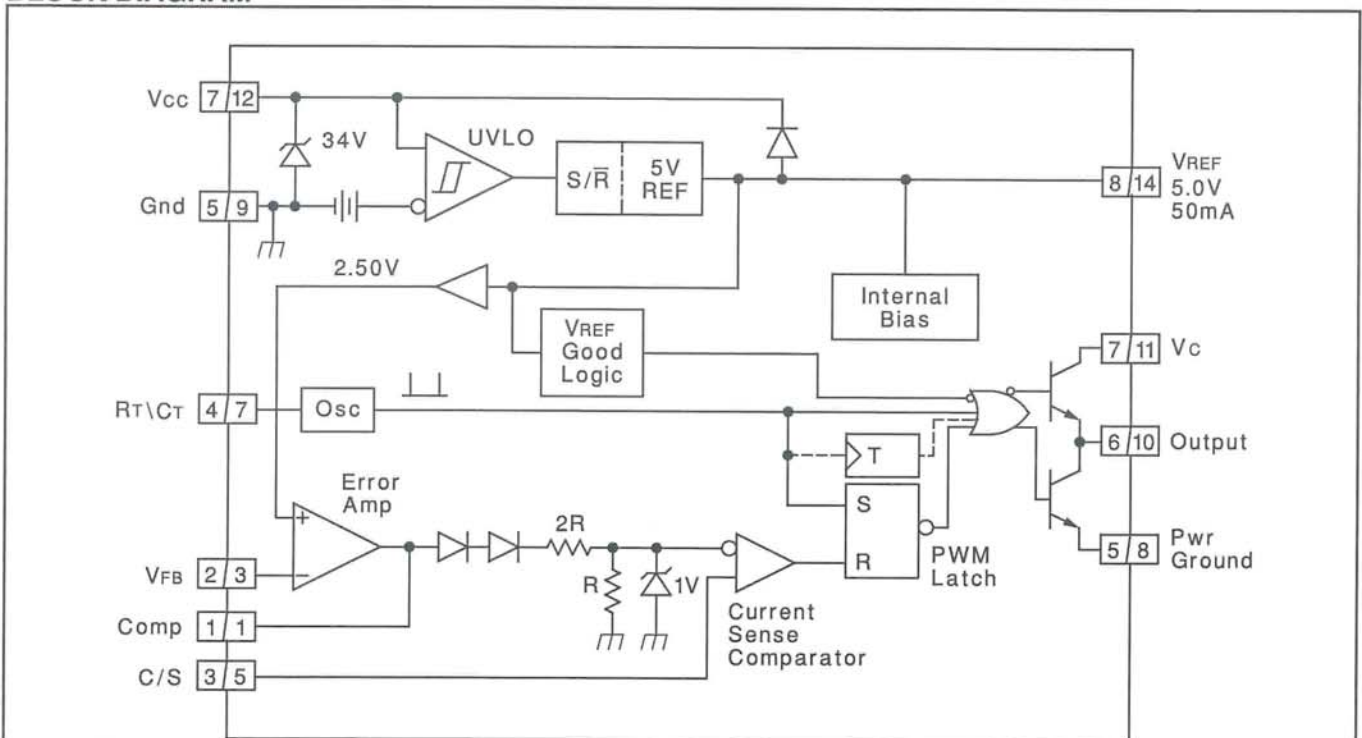 BLOCK DIAGRAM
Vcc 7/12
34V
UVLO
S/R̅
5V
REF
VREF
8/14 5.0V
50mA
Gnd 5/9
2.50V
Internal
Bias
VREF
Good
Logic
7/11 Vc
RT\CT 4/7
Osc
6/10 Output
T
Error
Amp
+
−
2R
S
R
PWM
Latch
5/8 Pwr
Ground
VFB 2/3
R
1V
Comp 1/1
Current
Sense
Comparator
C/S 3/5